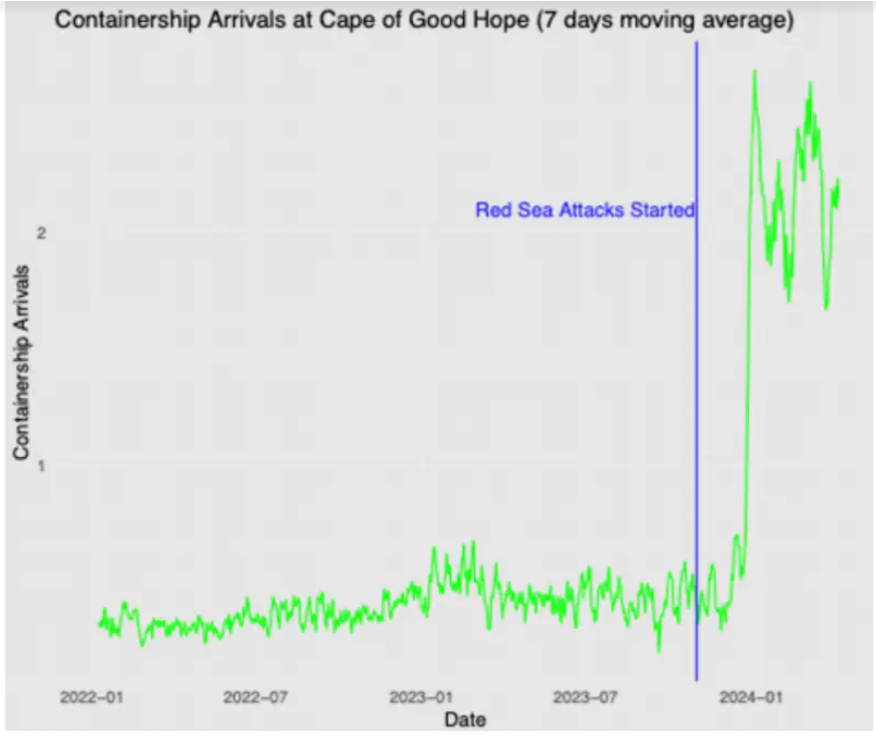 Containership Arrivals at Cape of Good Hope (7 days moving average)
Red Sea Attacks Started
2
Containership Arrivals
1
2022–01 2022–07 2023–01 2023–07 2024–01
Date